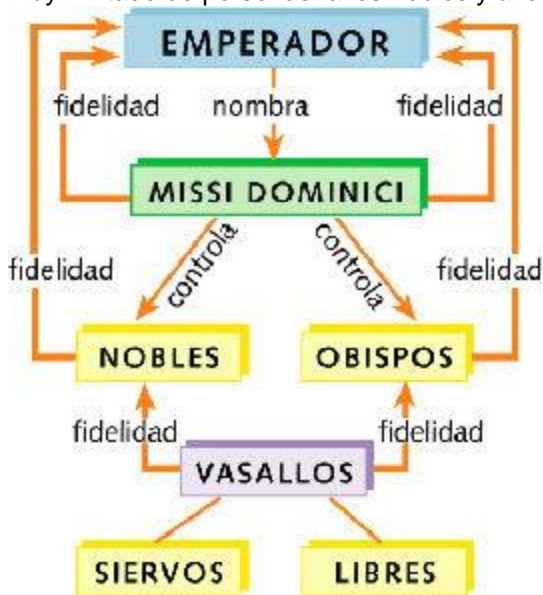 EMPERADOR
fidelidad nombra fidelidad
MISSI DOMINICI
controla controla
fidelidad fidelidad
NOBLES OBISPOS
fidelidad fidelidad
VASALLOS
SIERVOS LIBRES